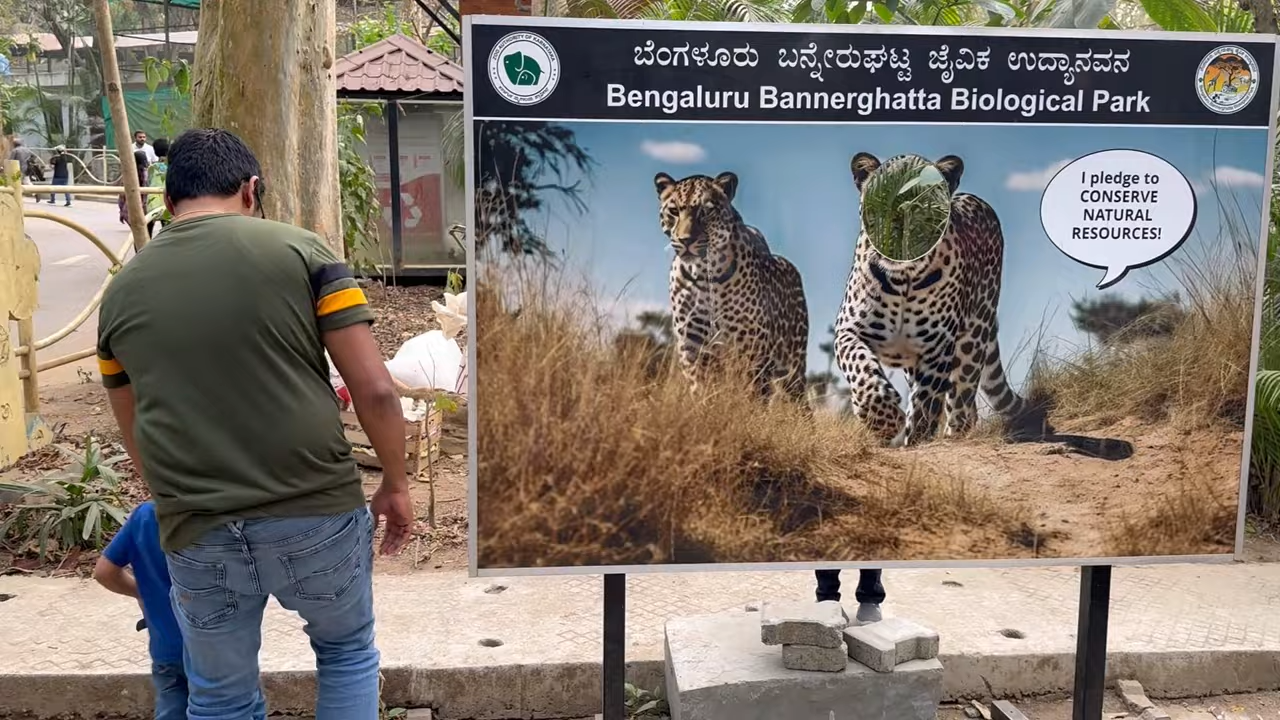 ಬೆಂಗಳೂರು ಬನ್ನೇರುಘಟ್ಟ ಜೈವಿಕ ಉದ್ಯಾನವನ
Bengaluru Bannerghatta Biological Park
I pledge to
CONSERVE
NATURAL
RESOURCES!